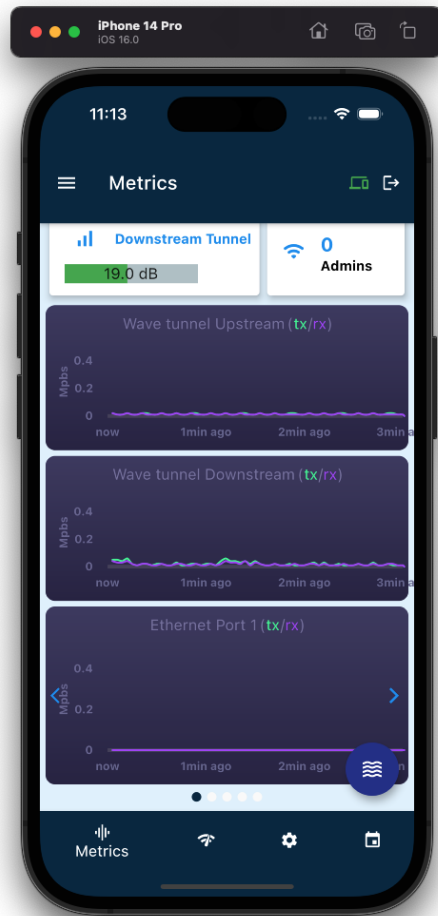 iPhone 14 Pro
iOS 16.0
11:13
Metrics
Downstream Tunnel
19.0 dB
0
Admins
Wave tunnel Upstream (tx/rx)
Mpbs
0.4
0.2
0
now 1min ago 2min ago 3min a
Wave tunnel Downstream (tx/rx)
Mpbs
0.4
0.2
0
now 1min ago 2min ago 3min a
Ethernet Port 1 (tx/rx)
Mpbs
0.4
0.2
0
now 1min ago 2min ago
Metrics